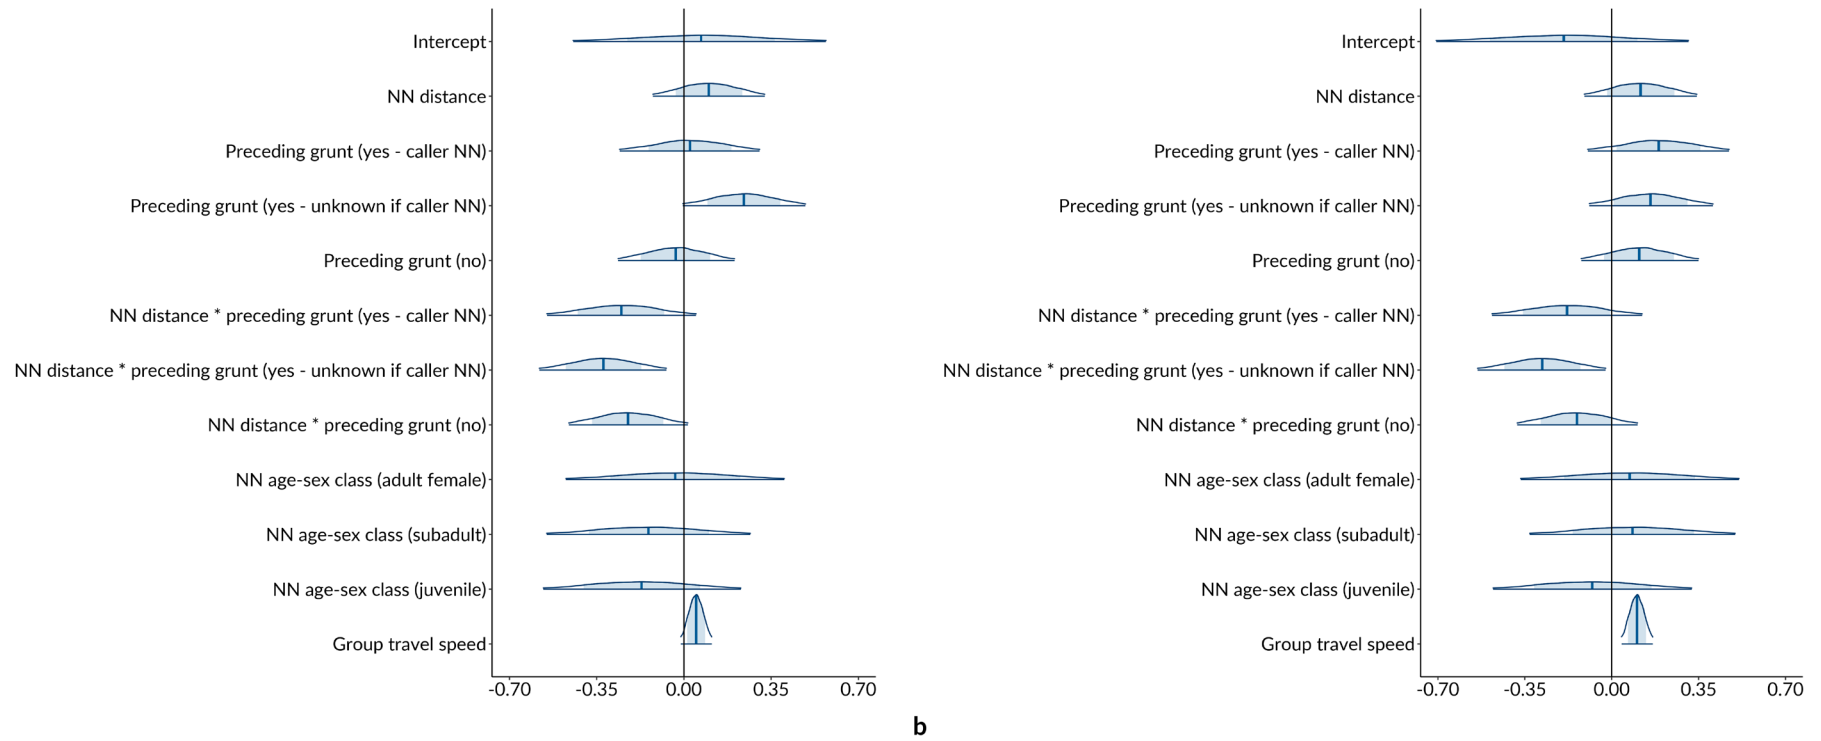 Intercept
NN distance
Preceding grunt (yes - caller NN)
Preceding grunt (yes - unknown if caller NN)
Preceding grunt (no)
NN distance * preceding grunt (yes - caller NN)
NN distance * preceding grunt (yes - unknown if caller NN)
NN distance * preceding grunt (no)
NN age-sex class (adult female)
NN age-sex class (subadult)
NN age-sex class (juvenile)
Group travel speed
-0.70 -0.35 0.00 0.35 0.70
Intercept
NN distance
Preceding grunt (yes - caller NN)
Preceding grunt (yes - unknown if caller NN)
Preceding grunt (no)
NN distance * preceding grunt (yes - caller NN)
NN distance * preceding grunt (yes - unknown if caller NN)
NN distance * preceding grunt (no)
NN age-sex class (adult female)
NN age-sex class (subadult)
NN age-sex class (juvenile)
Group travel speed
-0.70 -0.35 0.00 0.35 0.70
b